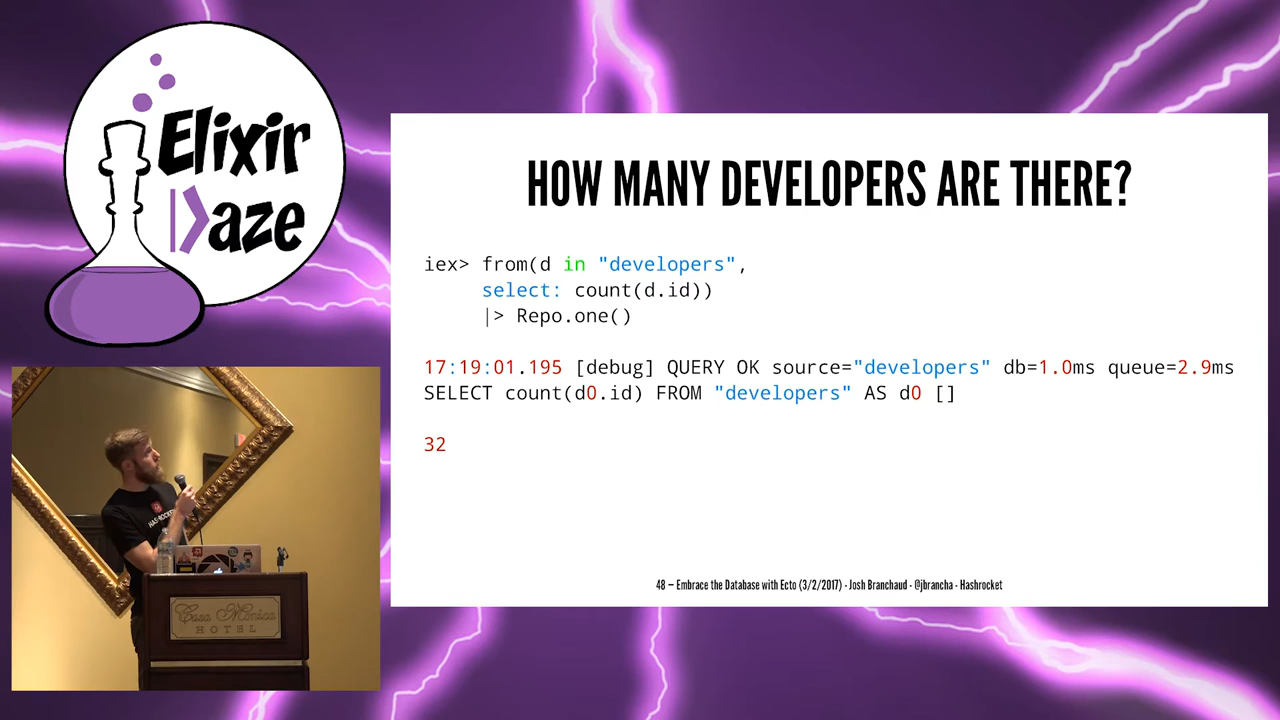 Elixir
|>aze
HOW MANY DEVELOPERS ARE THERE?
iex> from(d in "developers",
select: count(d.id))
|> Repo.one()
17:19:01.195 [debug] QUERY OK source="developers" db=1.0ms queue=2.9ms
SELECT count(d0.id) FROM "developers" AS d0 []
32
48 — Embrace the Database with Ecto (3/2/2017) - Josh Branchaud - @jbrancha - Hashrocket
Casa Monica
HOTEL